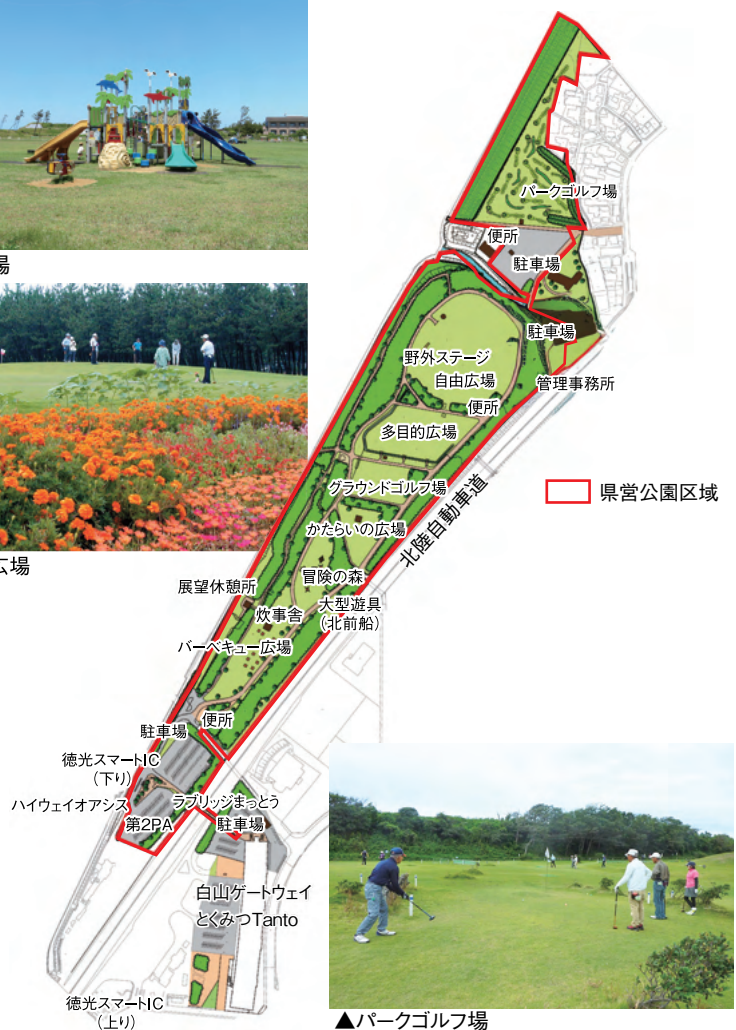 場
広場
パークゴルフ場
便所
駐車場
駐車場
野外ステージ
自由広場
管理事務所
便所
多目的広場
グラウンドゴルフ場
県営公園区域
かたらいの広場
北陸自動車道
冒険の森
展望休憩所
大型遊具
(北前船)
炊事舎
バーベキュー広場
便所
駐車場
徳光スマートIC
(下り)
ハイウェイオアシス
ラブリッジまっとう
第2PA
駐車場
白山ゲートウェイ
とくみつTanto
徳光スマートIC
(上り)
▲パークゴルフ場